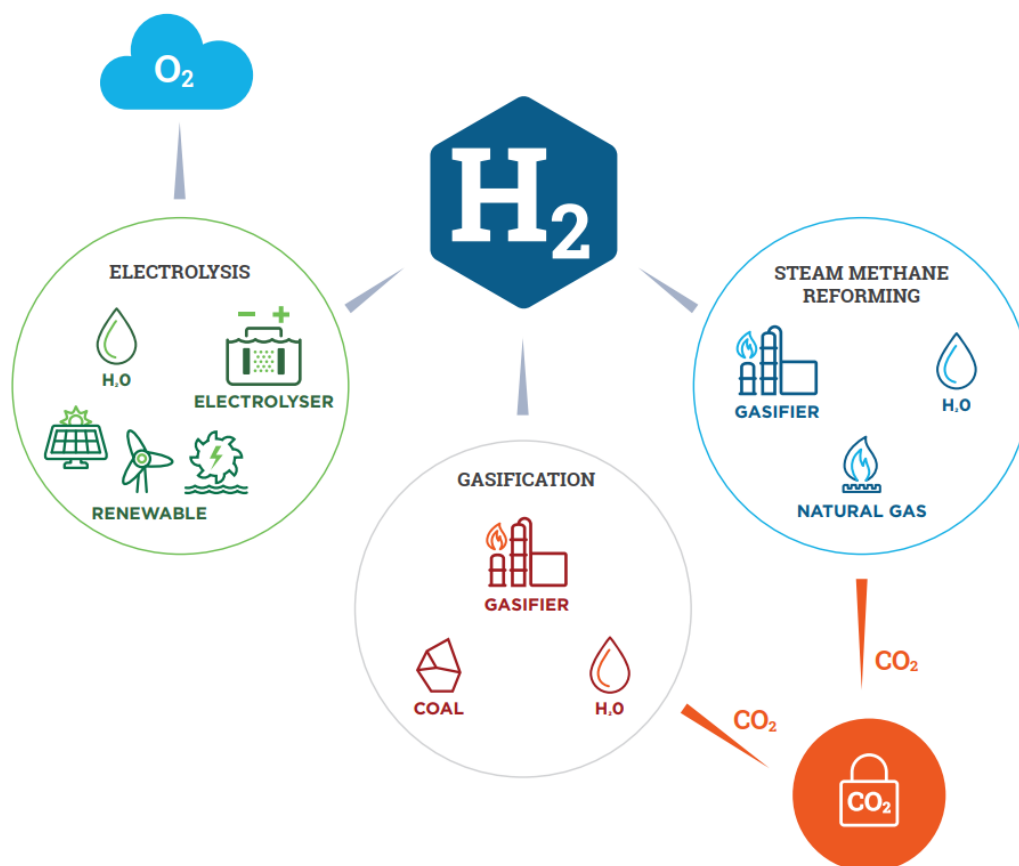 O₂
H₂
ELECTROLYSIS
H₂O
− +
ELECTROLYSER
RENEWABLE
GASIFICATION
GASIFIER
COAL
H₂O
STEAM METHANE
REFORMING
GASIFIER
H₂O
NATURAL GAS
CO₂
CO₂
CO₂